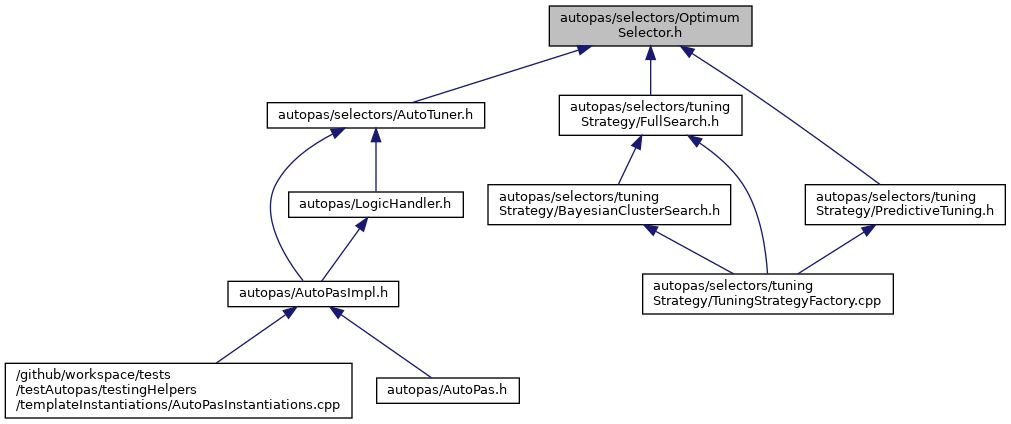 autopas/selectors/Optimum
Selector.h
autopas/selectors/AutoTuner.h
autopas/selectors/tuning
Strategy/FullSearch.h
autopas/LogicHandler.h
autopas/selectors/tuning
Strategy/BayesianClusterSearch.h
autopas/selectors/tuning
Strategy/PredictiveTuning.h
autopas/AutoPasImpl.h
autopas/selectors/tuning
Strategy/TuningStrategyFactory.cpp
/github/workspace/tests
/testAutopas/testingHelpers
/templateInstantiations/AutoPasInstantiations.cpp
autopas/AutoPas.h